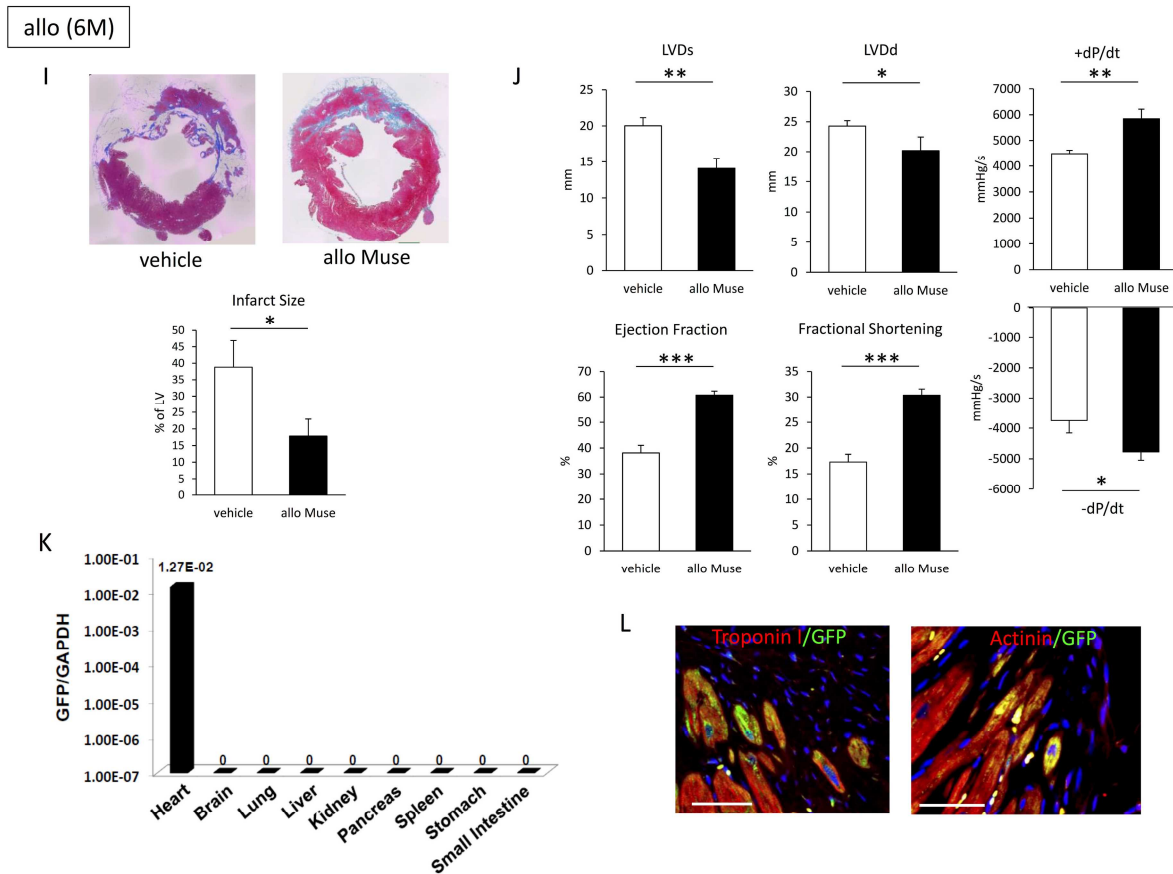 allo (6M)
I
vehicle
allo Muse
Infarct Size
*
% of LV
50
45
40
35
30
25
20
15
10
5
0
vehicle
allo Muse
J
LVDs
**
mm
25
20
15
10
5
0
vehicle
allo Muse
LVDd
*
mm
30
25
20
15
10
5
0
vehicle
allo Muse
+dP/dt
**
mmHg/s
8000
7000
6000
5000
4000
3000
2000
1000
0
vehicle
allo Muse
Ejection Fraction
***
%
70
60
50
40
30
20
10
0
vehicle
allo Muse
Fractional Shortening
***
%
35
30
25
20
15
10
5
0
vehicle
allo Muse
mmHg/s
0
-2000
-3000
-4000
-5000
-6000
*
-dP/dt
K
GFP/GAPDH
1.00E-01
1.00E-02
1.00E-03
1.00E-04
1.00E-05
1.00E-06
1.00E-07
1.27E-02
0
0
0
0
0
0
0
0
Heart
Brain
Lung
Liver
Kidney
Pancreas
Spleen
Stomach
Small Intestine
L
Troponin I/GFP
Actinin/GFP